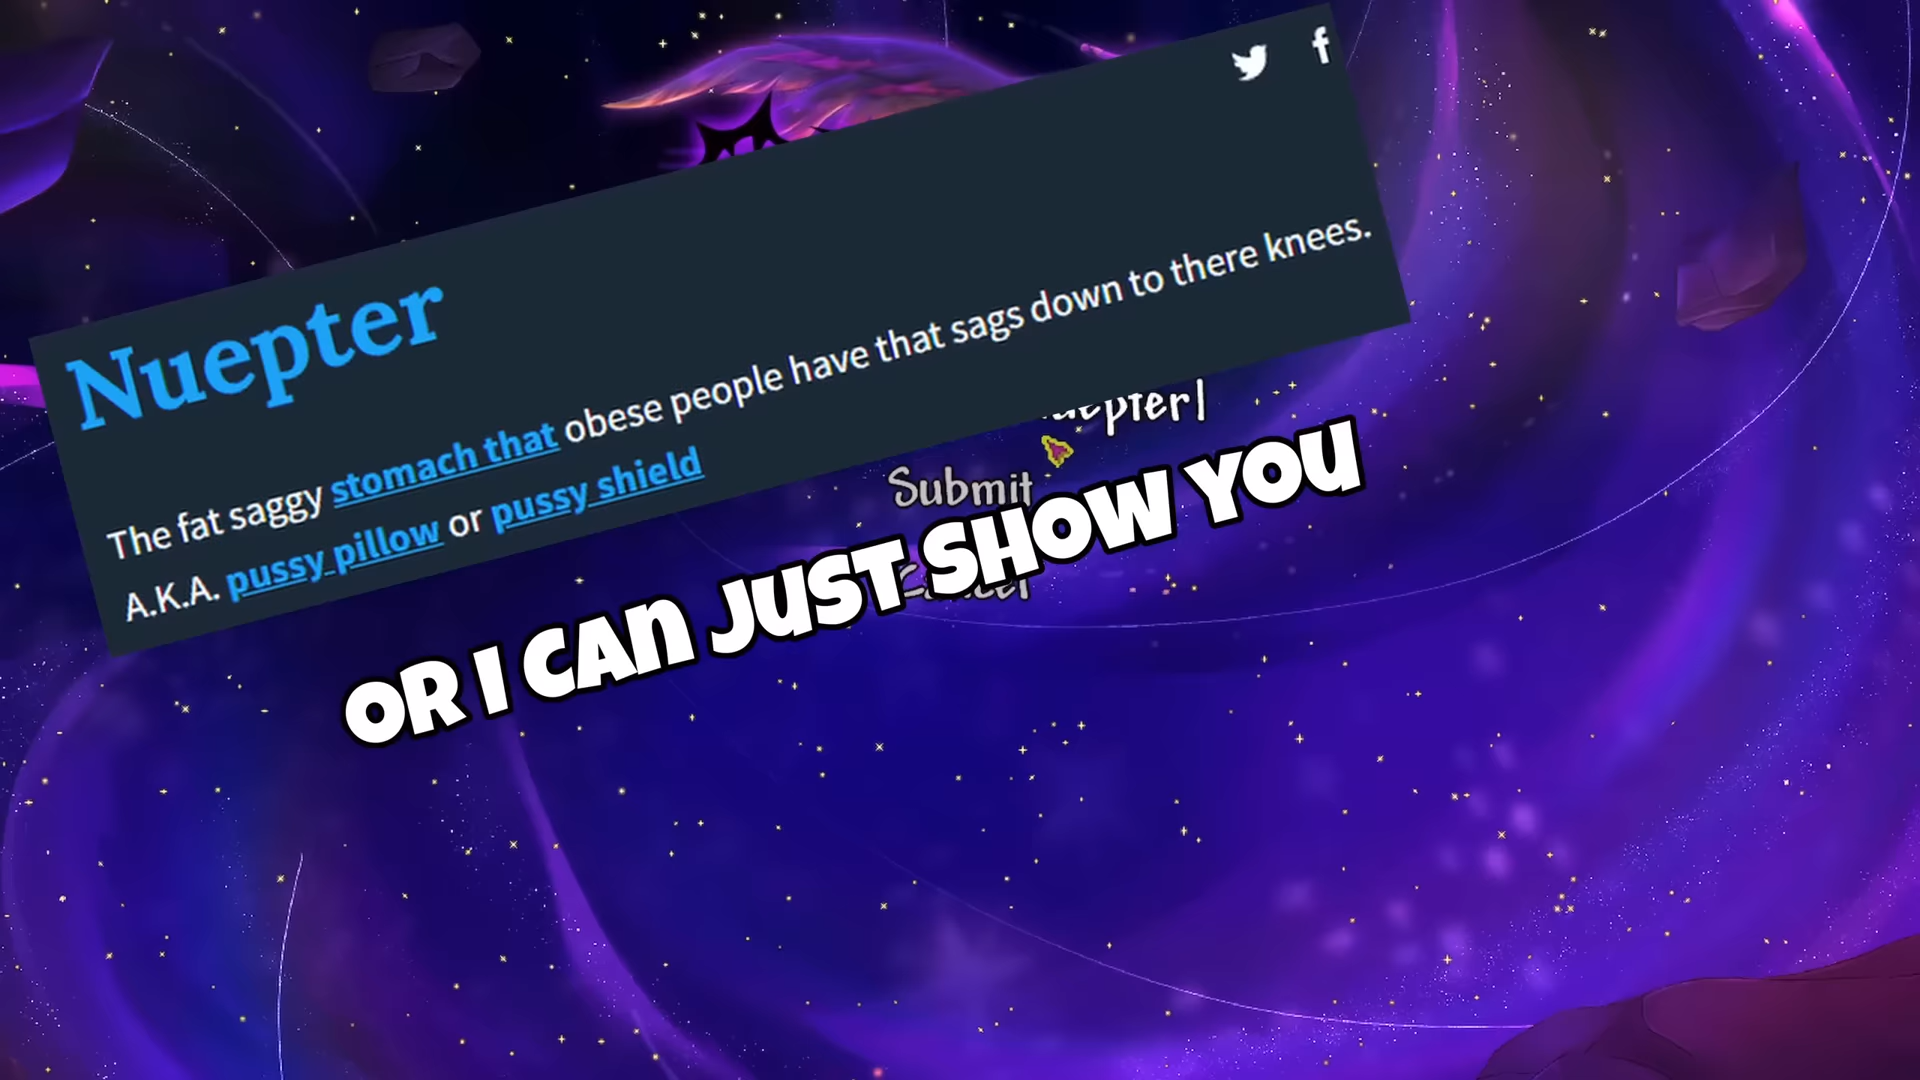 Nuepter
The fat saggy stomach that obese people have that sags down to there knees.
A.K.A. pussy pillow or pussy shield
Submit
OR I CAN JUST SHOW YOU